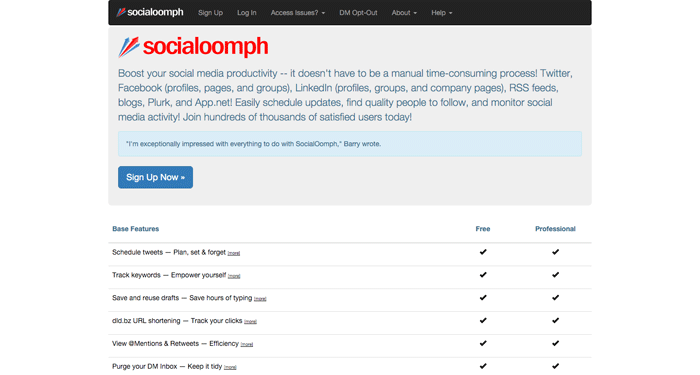 socialoomph Sign Up Log In Access Issues? DM Opt-Out About Help
socialoomph
Boost your social media productivity -- it doesn't have to be a manual time-consuming process! Twitter,
Facebook (profiles, pages, and groups), LinkedIn (profiles, groups, and company pages), RSS feeds,
blogs, Plurk, and App.net! Easily schedule updates, find quality people to follow, and monitor social
media activity! Join hundreds of thousands of satisfied users today!
"I'm exceptionally impressed with everything to do with SocialOomph," Barry wrote.
Sign Up Now »
Base Features Free Professional
Schedule tweets — Plan, set & forget [more]
Track keywords — Empower yourself [more]
Save and reuse drafts — Save hours of typing [more]
dld.bz URL shortening — Track your clicks [more]
View @Mentions & Retweets — Efficiency [more]
Purge your DM Inbox — Keep it tidy [more]